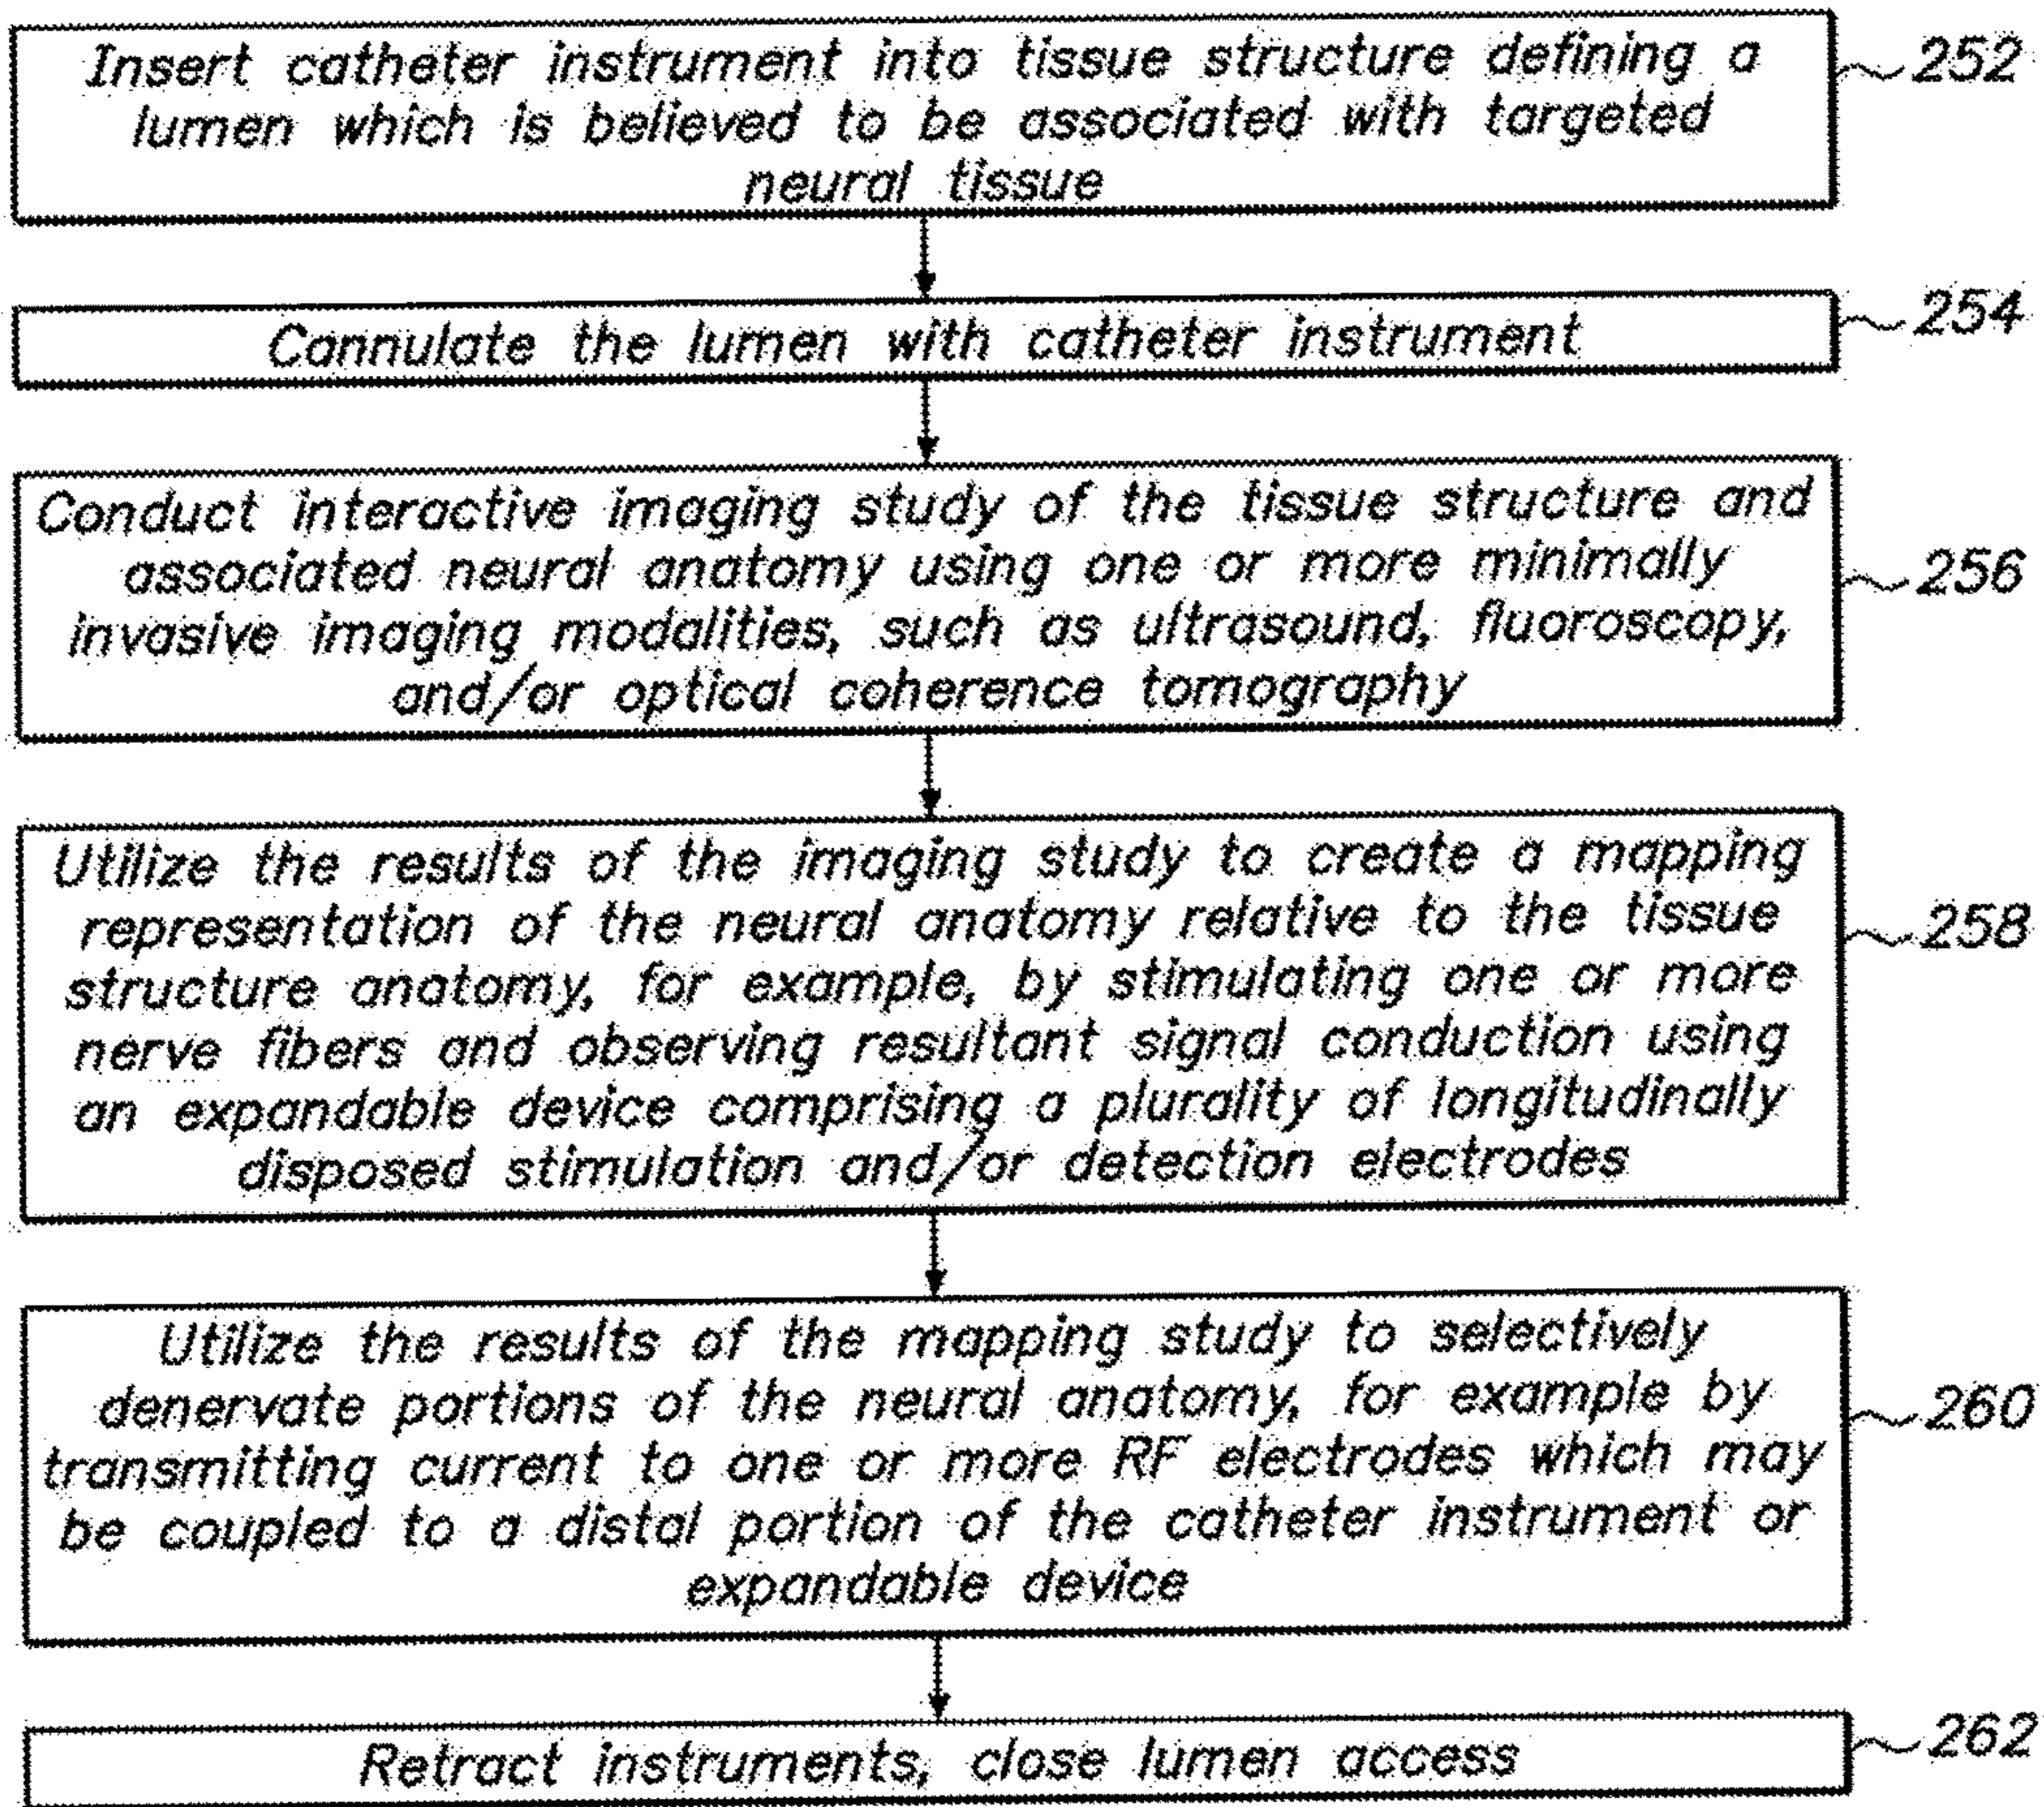 Insert catheter instrument into tissue structure defining a
lumen which is believed to be associated with targeted
neural tissue
252
Cannulate the lumen with catheter instrument
254
Conduct interactive imaging study of the tissue structure and
associated neural anatomy using one or more minimally
invasive imaging modalities, such as ultrasound, fluoroscopy,
and/or optical coherence tomography
256
Utilize the results of the imaging study to create a mapping
representation of the neural anatomy relative to the tissue
structure anatomy, for example, by stimulating one or more
nerve fibers and observing resultant signal conduction using
an expandable device comprising a plurality of longitudinally
disposed stimulation and/or detection electrodes
258
Utilize the results of the mapping study to selectively
denervate portions of the neural anatomy, for example by
transmitting current to one or more RF electrodes which may
be coupled to a distal portion of the catheter instrument or
expandable device
260
Retract instruments, close lumen access
262